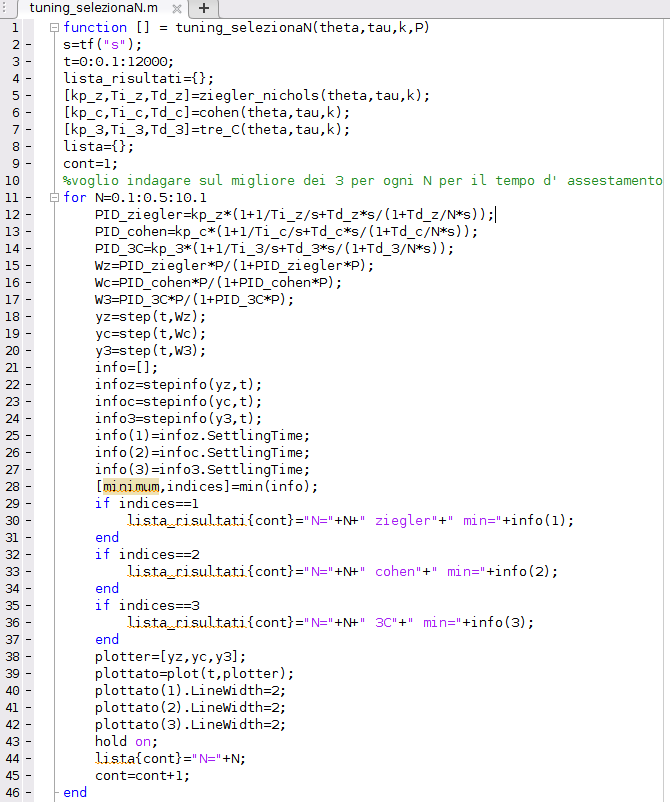 tuning_selezionaN.m × +
1 function [] = tuning_selezionaN(theta,tau,k,P)
2 - s=tf("s");
3 - t=0:0.1:12000;
4 - lista_risultati={};
5 - [kp_z,Ti_z,Td_z]=ziegler_nichols(theta,tau,k);
6 - [kp_c,Ti_c,Td_c]=cohen(theta,tau,k);
7 - [kp_3,Ti_3,Td_3]=tre_C(theta,tau,k);
8 - lista={};
9 - cont=1;
10 %voglio indagare sul migliore dei 3 per ogni N per il tempo d' assestamento
11 - for N=0.1:0.5:10.1
12 - PID_ziegler=kp_z*(1+1/Ti_z/s+Td_z*s/(1+Td_z/N*s));
13 - PID_cohen=kp_c*(1+1/Ti_c/s+Td_c*s/(1+Td_c/N*s));
14 - PID_3C=kp_3*(1+1/Ti_3/s+Td_3*s/(1+Td_3/N*s));
15 - Wz=PID_ziegler*P/(1+PID_ziegler*P);
16 - Wc=PID_cohen*P/(1+PID_cohen*P);
17 - W3=PID_3C*P/(1+PID_3C*P);
18 - yz=step(t,Wz);
19 - yc=step(t,Wc);
20 - y3=step(t,W3);
21 - info=[];
22 - infoz=stepinfo(yz,t);
23 - infoc=stepinfo(yc,t);
24 - info3=stepinfo(y3,t);
25 - info(1)=infoz.SettlingTime;
26 - info(2)=infoc.SettlingTime;
27 - info(3)=info3.SettlingTime;
28 - [minimum,indices]=min(info);
29 - if indices==1
30 - lista_risultati{cont}="N="+N+" ziegler"+" min="+info(1);
31 - end
32 - if indices==2
33 - lista_risultati{cont}="N="+N+" cohen"+" min="+info(2);
34 - end
35 - if indices==3
36 - lista_risultati{cont}="N="+N+" 3C"+" min="+info(3);
37 - end
38 - plotter=[yz,yc,y3];
39 - plottato=plot(t,plotter);
40 - plottato(1).LineWidth=2;
41 - plottato(2).LineWidth=2;
42 - plottato(3).LineWidth=2;
43 - hold on;
44 - lista{cont}="N="+N;
45 - cont=cont+1;
46 - end